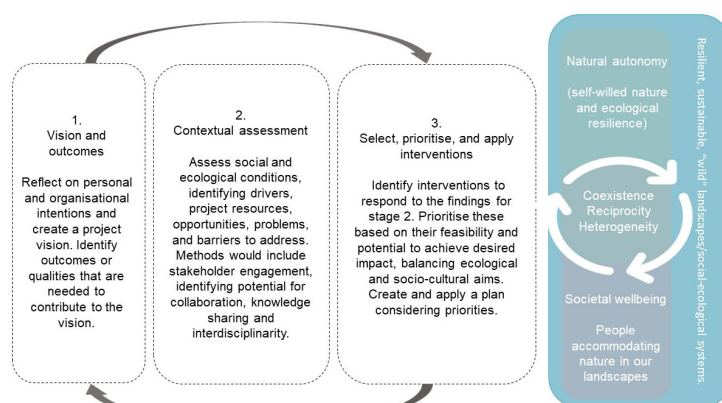 1.
Vision and
outcomes
Reflect on personal
and organisational
intentions and
create a project
vision. Identify
outcomes or
qualities that are
needed to
contribute to the
vision.
2.
Contextual assessment
Assess social and
ecological conditions,
identifying drivers,
project resources,
opportunities, problems,
and barriers to address.
Methods would include
stakeholder engagement,
identifying potential for
collaboration, knowledge
sharing and
interdisciplinarity.
3.
Select, prioritise, and apply
interventions
Identify interventions to
respond to the findings for
stage 2. Prioritise these
based on their feasibility and
potential to achieve desired
impact, balancing ecological
and socio-cultural aims.
Create and apply a plan
considering priorities.
Natural autonomy
(self-willed nature
and ecological
resilience)
Coexistence
Reciprocity
Heterogeneity
Societal wellbeing
People
accommodating
nature in our
landscapes
Resilient, sustainable, "wild" landscapes/social-ecological systems.